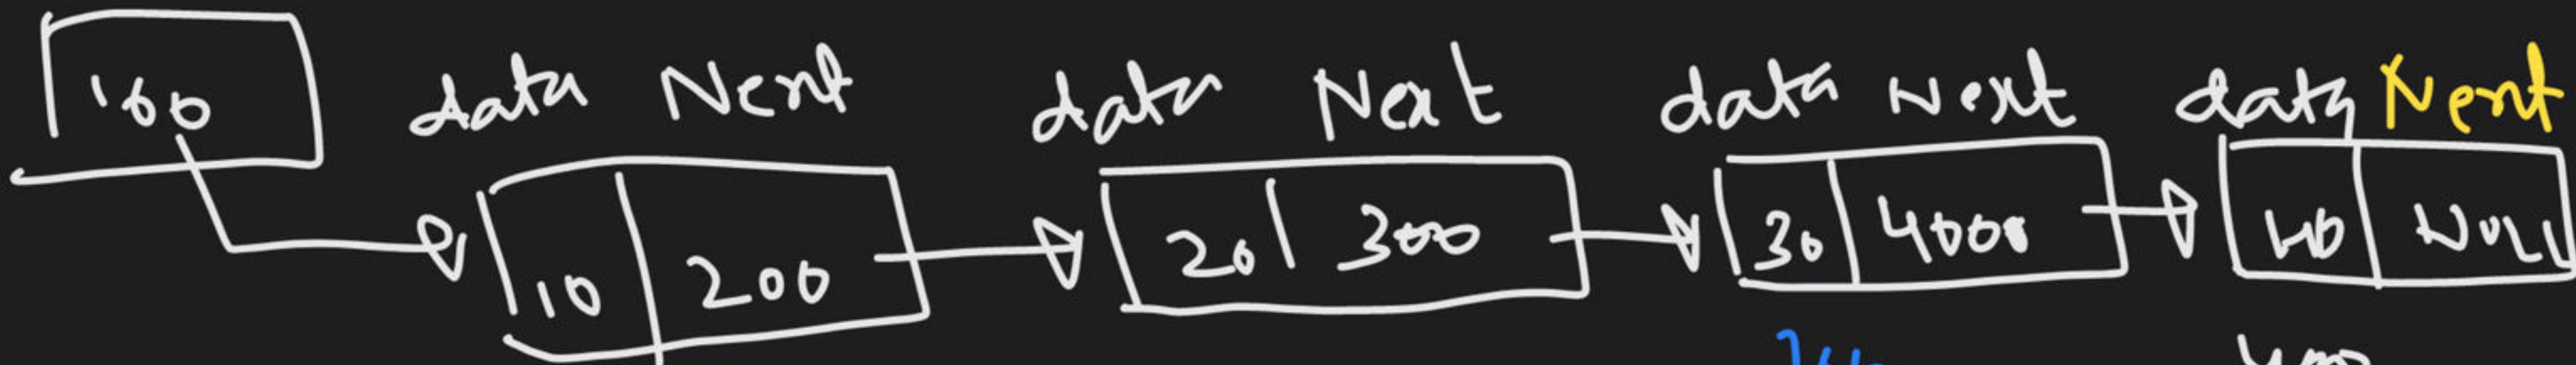 100
data Next data Next data Next data Next
10 200 20 300 30 4000 40 NULL